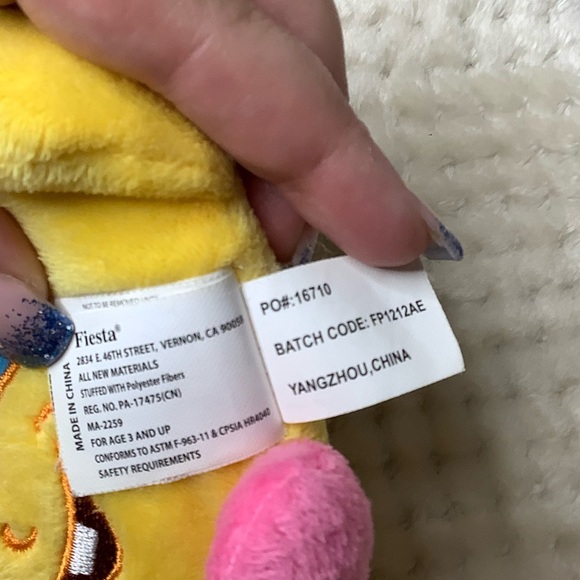 NOT TO BE REMOVED UNTIL
Fiesta®
2834 E. 46TH STREET, VERNON, CA 90058
ALL NEW MATERIALS
STUFFED WITH Polyester Fibers
REG. NO. PA-17475(CN)
MA-2259
FOR AGE 3 AND UP
CONFORMS TO ASTM F-963-11 & CPSIA HR4040
SAFETY REQUIREMENTS
MADE IN CHINA
PO#:16710
BATCH CODE: FP1212AE
YANGZHOU,CHINA